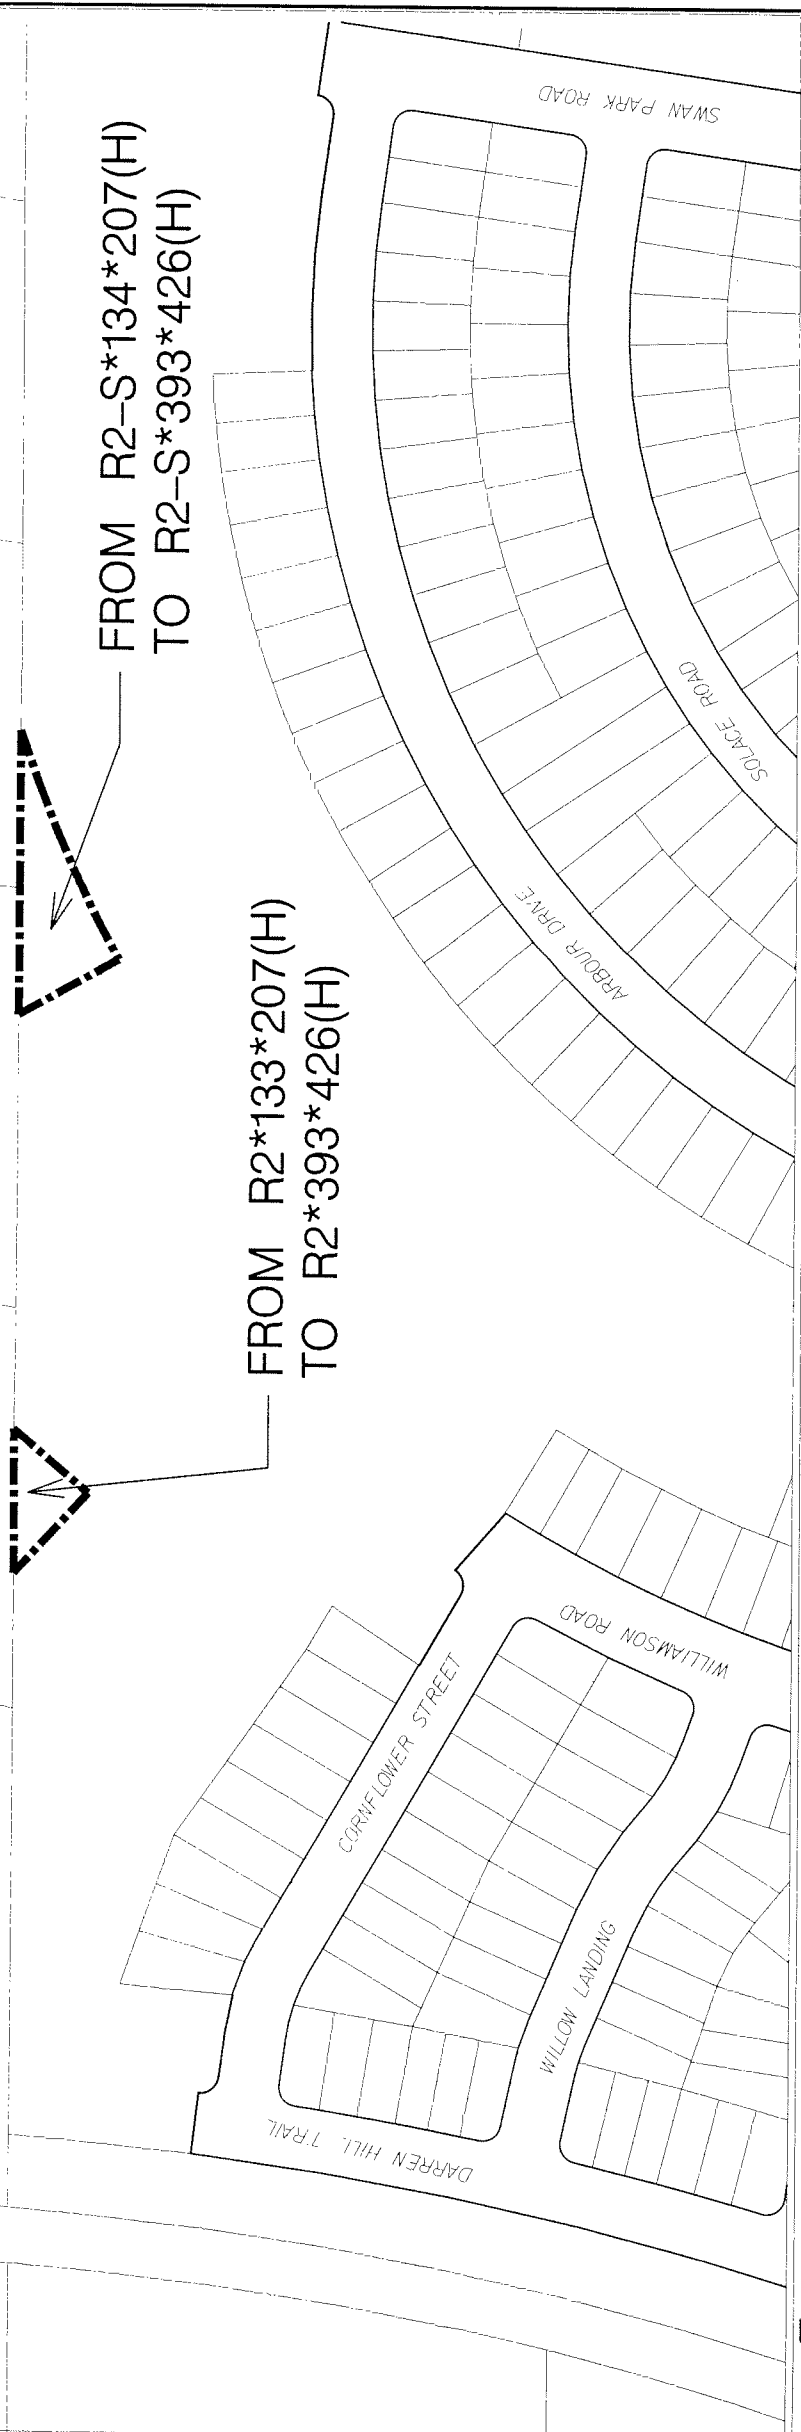 FROM R2-S*134*207(H)
TO R2-S*393*426(H)
FROM R2*133*207(H)
TO R2*393*426(H)
SWAN PARK ROAD
SOLACE ROAD
ARBOUR DRIVE
WILLIAMSON ROAD
CORNFLOWER STREET
WILLOW LANDING
DARREN HILL TRAIL